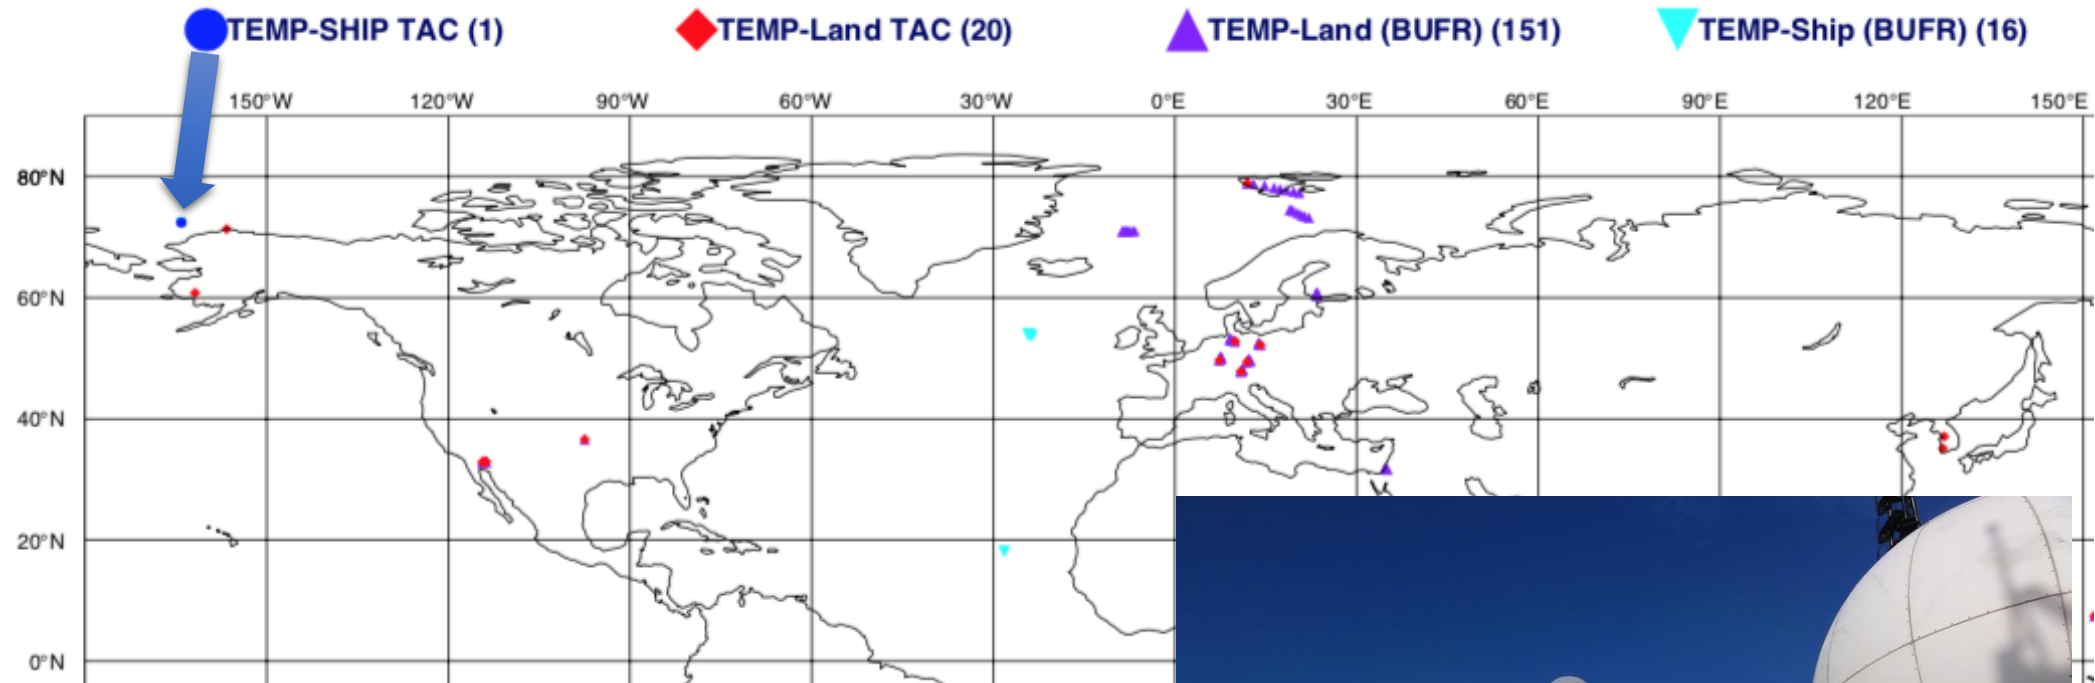 TEMP-SHIP TAC (1) TEMP-Land TAC (20) TEMP-Land (BUFR) (151) TEMP-Ship (BUFR) (16)
150°W 120°W 90°W 60°W 30°W 0°E 30°E 60°E 90°E 120°E 150°E
80°N
60°N
40°N
20°N
0°N